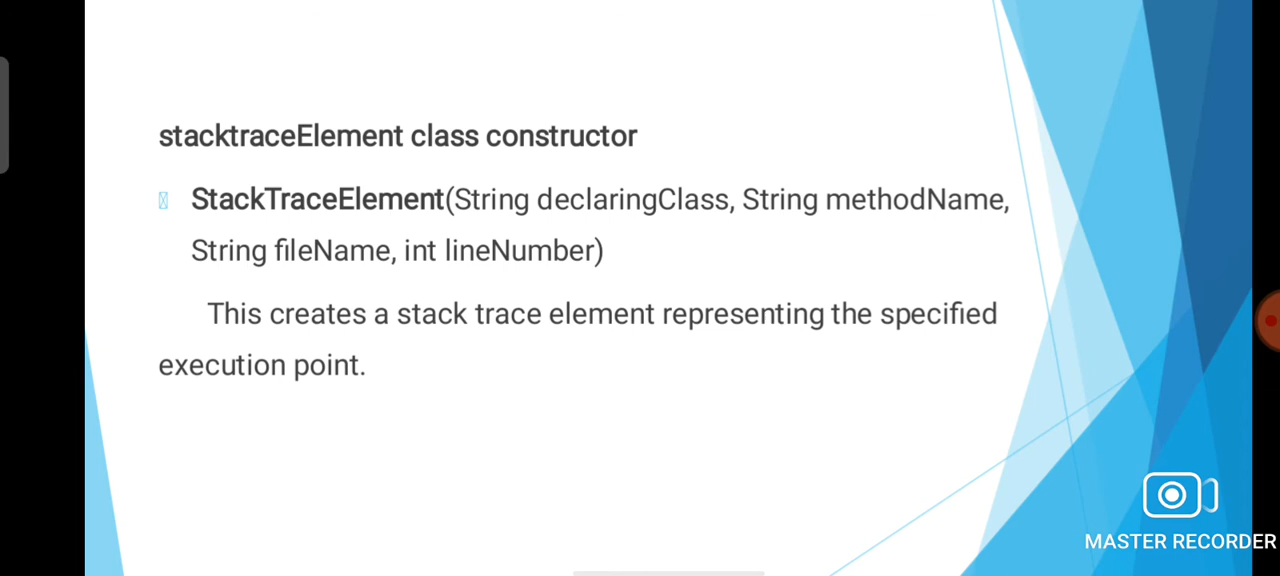 stacktraceElement class constructor
StackTraceElement(String declaringClass, String methodName,
String fileName, int lineNumber)
This creates a stack trace element representing the specified
execution point.
MASTER RECORDER